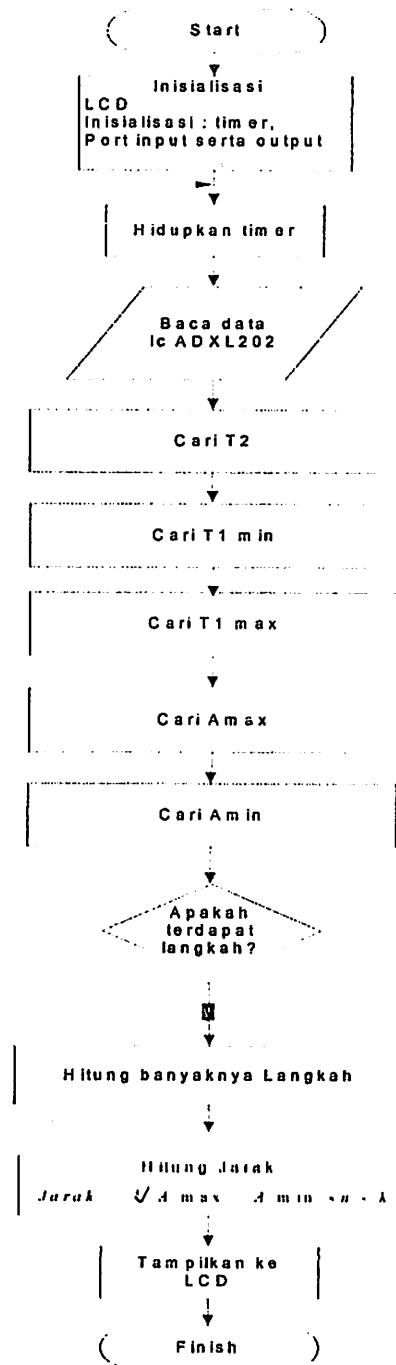 Start
Inisialisasi
LCD
Inisialisasi : timer,
Port input serta output
Hidupkan timer
Baca data
Ic ADXL202
Cari T2
Cari T1 min
Cari T1 max
Cari Amax
Cari Amin
Apakah
terdapat
langkah?
Hitung banyaknya Langkah
Hitung Jarak
Jarak √ A max A min
Tampilkan ke
LCD
Finish